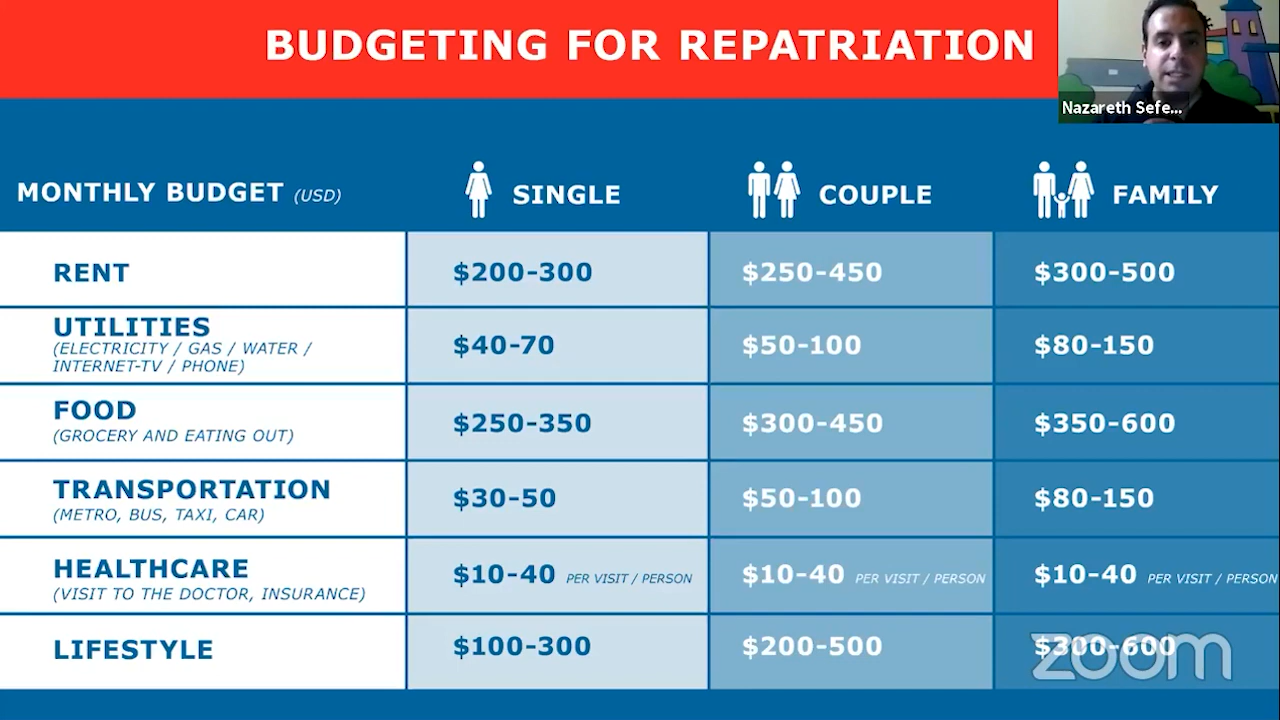 BUDGETING FOR REPATRIATION
Nazareth Sefe...
MONTHLY BUDGET (USD) SINGLE COUPLE FAMILY
RENT $200-300 $250-450 $300-500
UTILITIES
(ELECTRICITY / GAS / WATER /
INTERNET-TV / PHONE)
$40-70 $50-100 $80-150
FOOD
(GROCERY AND EATING OUT)
$250-350 $300-450 $350-600
TRANSPORTATION
(METRO, BUS, TAXI, CAR)
$30-50 $50-100 $80-150
HEALTHCARE
(VISIT TO THE DOCTOR, INSURANCE)
$10-40 PER VISIT / PERSON $10-40 PER VISIT / PERSON $10-40 PER VISIT / PERSON
LIFESTYLE $100-300 $200-500 $300-600
zoom